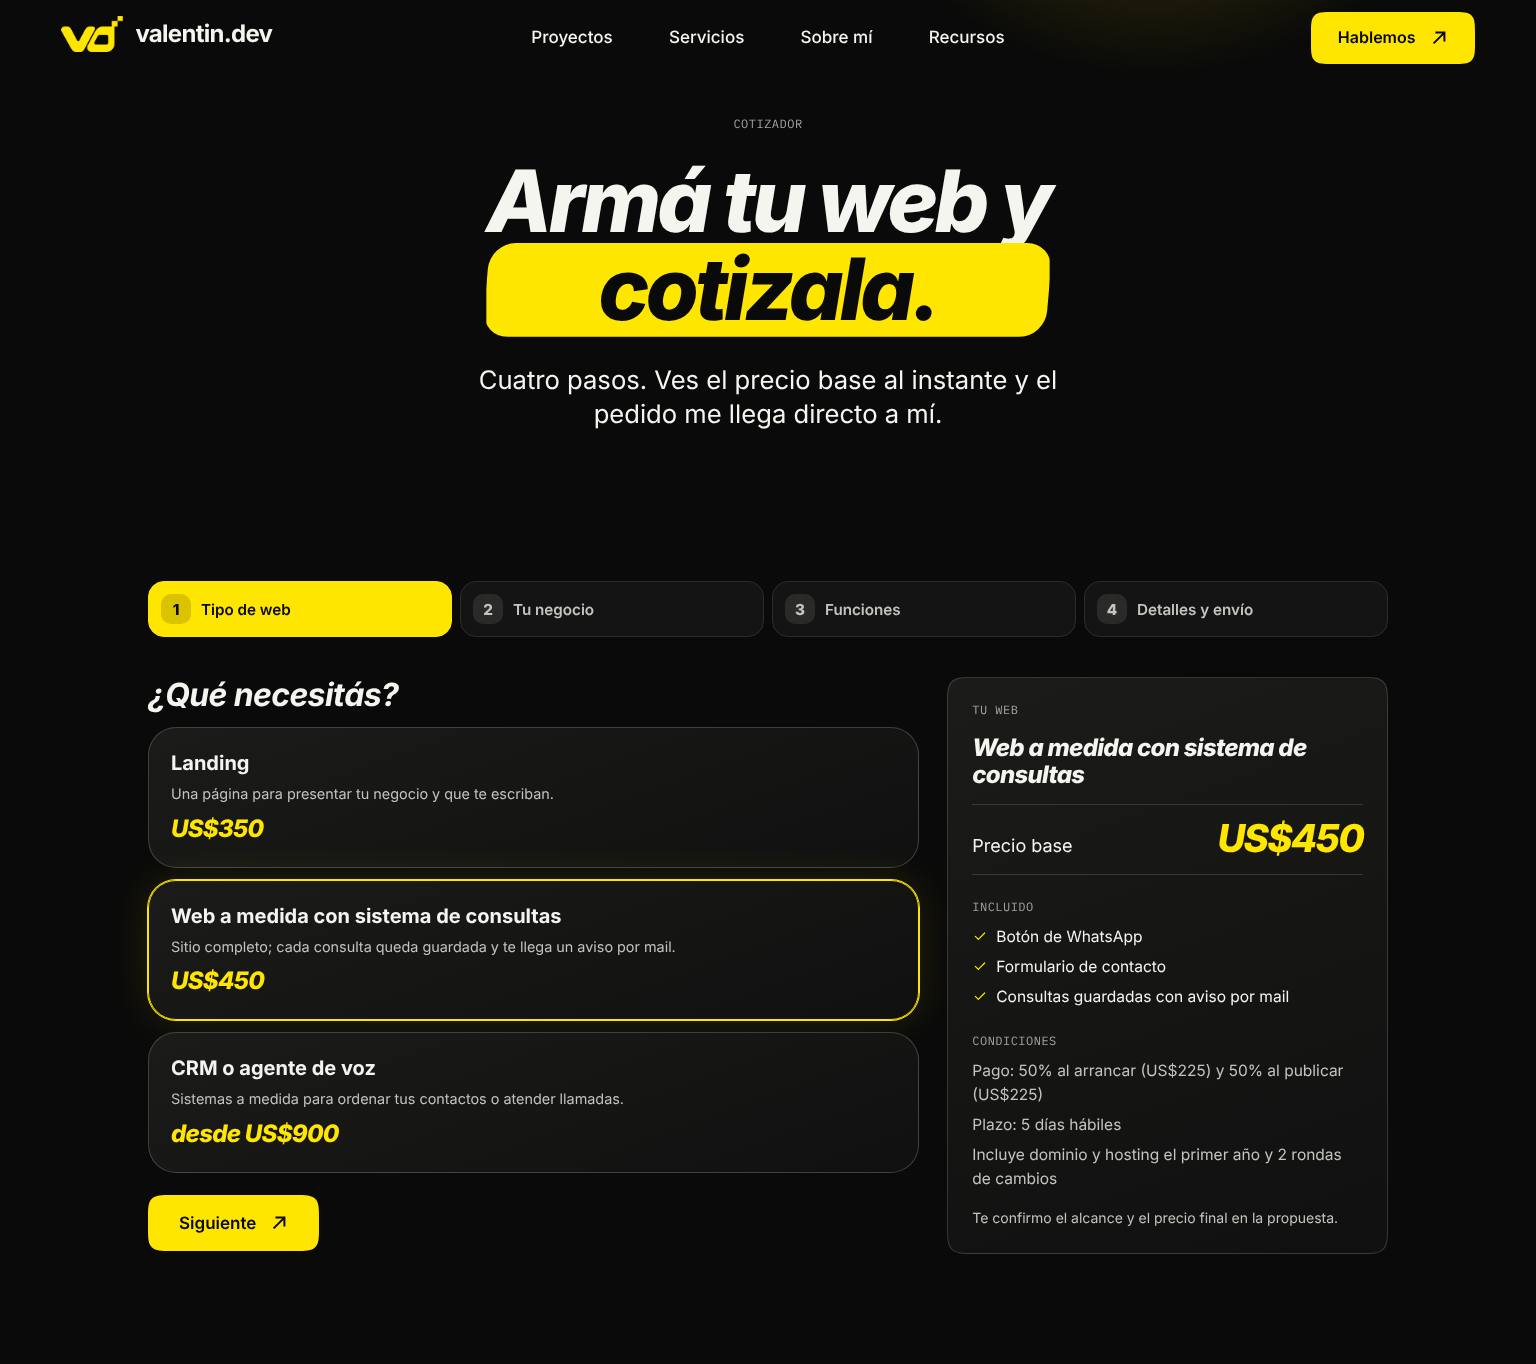 valentin.dev
Proyectos
Servicios
Sobre mí
Recursos
Hablemos
COTIZADOR
Armá tu web y
cotizala.
Cuatro pasos. Ves el precio base al instante y el
pedido me llega directo a mí.
1 Tipo de web
2 Tu negocio
3 Funciones
4 Detalles y envío
¿Qué necesitás?
Landing
Una página para presentar tu negocio y que te escriban.
US$350
Web a medida con sistema de consultas
Sitio completo; cada consulta queda guardada y te llega un aviso por mail.
US$450
CRM o agente de voz
Sistemas a medida para ordenar tus contactos o atender llamadas.
desde US$900
Siguiente
TU WEB
Web a medida con sistema de
consultas
Precio base US$450
INCLUIDO
Botón de WhatsApp
Formulario de contacto
Consultas guardadas con aviso por mail
CONDICIONES
Pago: 50% al arrancar (US$225) y 50% al publicar
(US$225)
Plazo: 5 días hábiles
Incluye dominio y hosting el primer año y 2 rondas
de cambios
Te confirmo el alcance y el precio final en la propuesta.